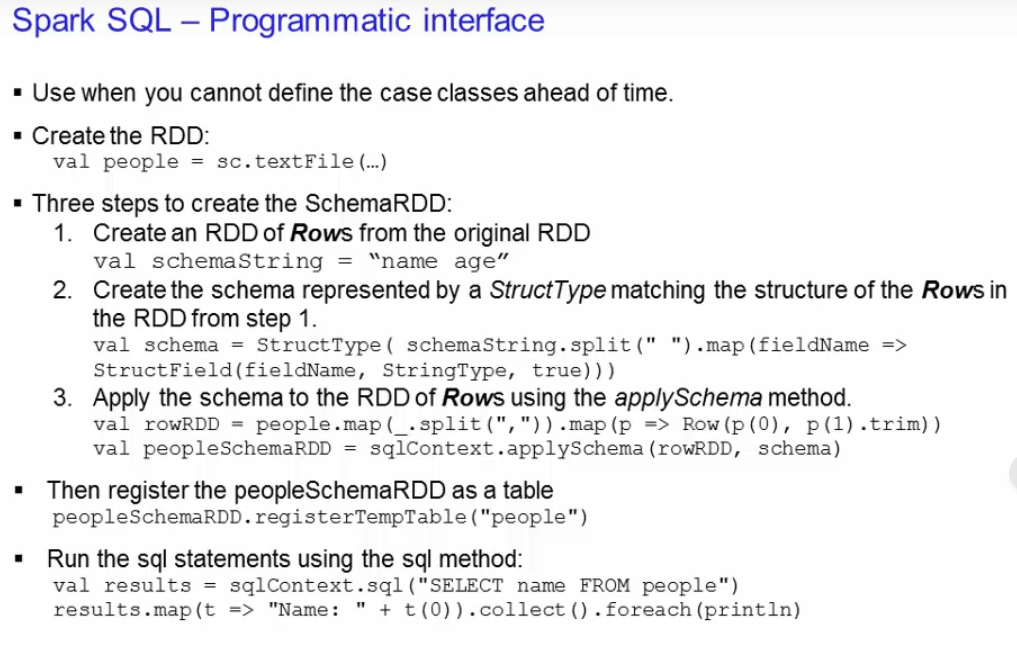 Spark SQL – Programmatic interface
▪ Use when you cannot define the case classes ahead of time.
▪ Create the RDD:
val people = sc.textFile(…)
▪ Three steps to create the SchemaRDD:
1. Create an RDD of Rows from the original RDD
val schemaString = “name age”
2. Create the schema represented by a StructType matching the structure of the Rows in
the RDD from step 1.
val schema = StructType( schemaString.split(" ").map(fieldName =>
StructField(fieldName, StringType, true)))
3. Apply the schema to the RDD of Rows using the applySchema method.
val rowRDD = people.map(_.split(",")).map(p => Row(p(0), p(1).trim))
val peopleSchemaRDD = sqlContext.applySchema(rowRDD, schema)
▪ Then register the peopleSchemaRDD as a table
peopleSchemaRDD.registerTempTable("people")
▪ Run the sql statements using the sql method:
val results = sqlContext.sql("SELECT name FROM people")
results.map(t => "Name: " + t(0)).collect().foreach(println)